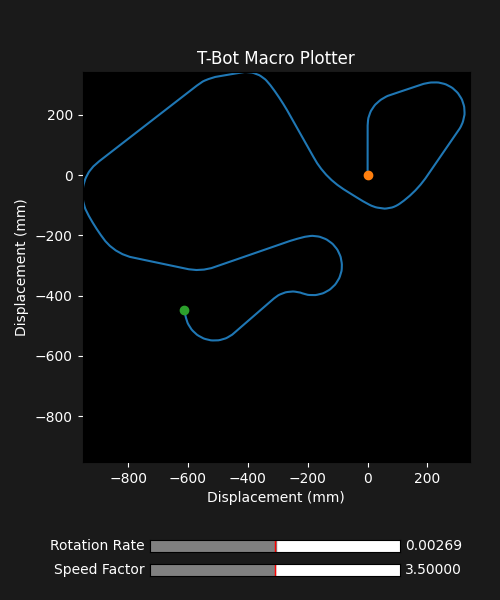 T-Bot Macro Plotter
200
0
−200
−400
−600
−800
Displacement (mm)
−800 −600 −400 −200 0 200
Displacement (mm)
Rotation Rate 0.00269
Speed Factor 3.50000